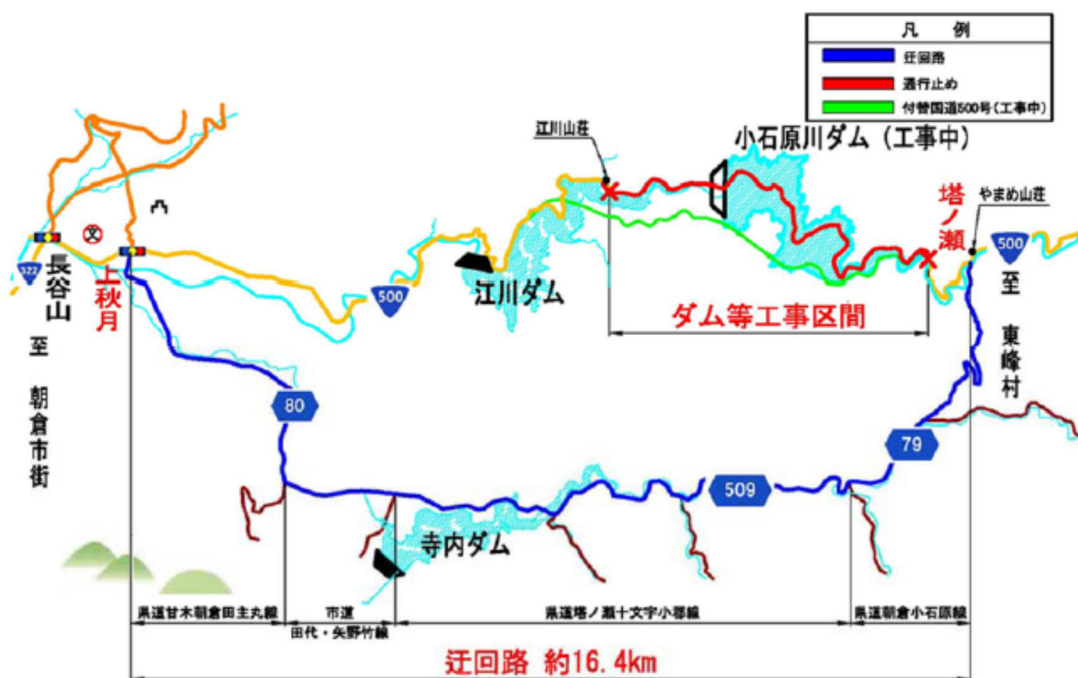 凡 例
迂回路
通行止め
付替国道500号(工事中)
江川山荘
小石原川ダム (工事中)
塔ノ瀬
やまめ山荘
500
至 東峰村
322
長谷山
至 朝倉市街
上秋月
文
500
江川ダム
ダム等工事区間
80
79
509
寺内ダム
県道甘木朝倉田主丸線
市道
田代・矢野竹線
県道塔ノ瀬十文字小郡線
県道朝倉小石原線
迂回路 約16.4km